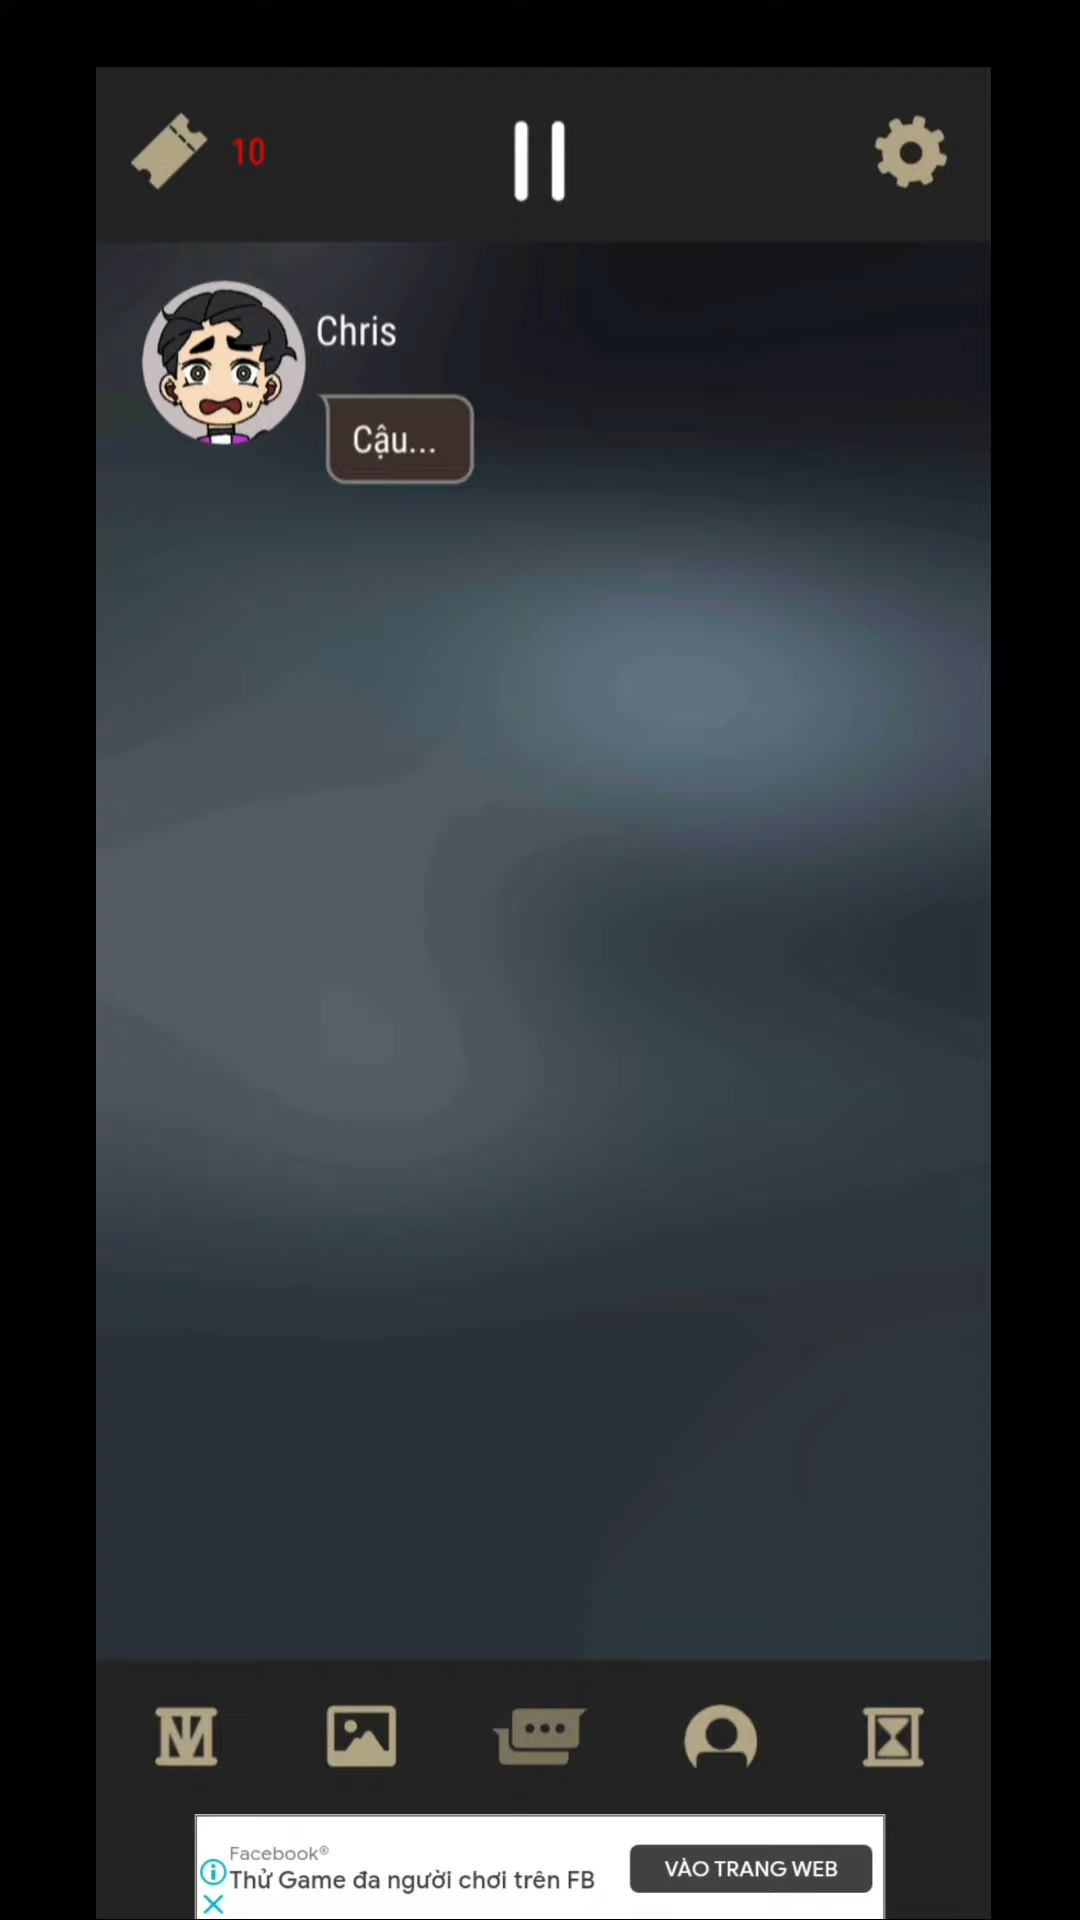 10
Chris
Cậu...
Facebook®
Thử Game đa người chơi trên FB
VÀO TRANG WEB